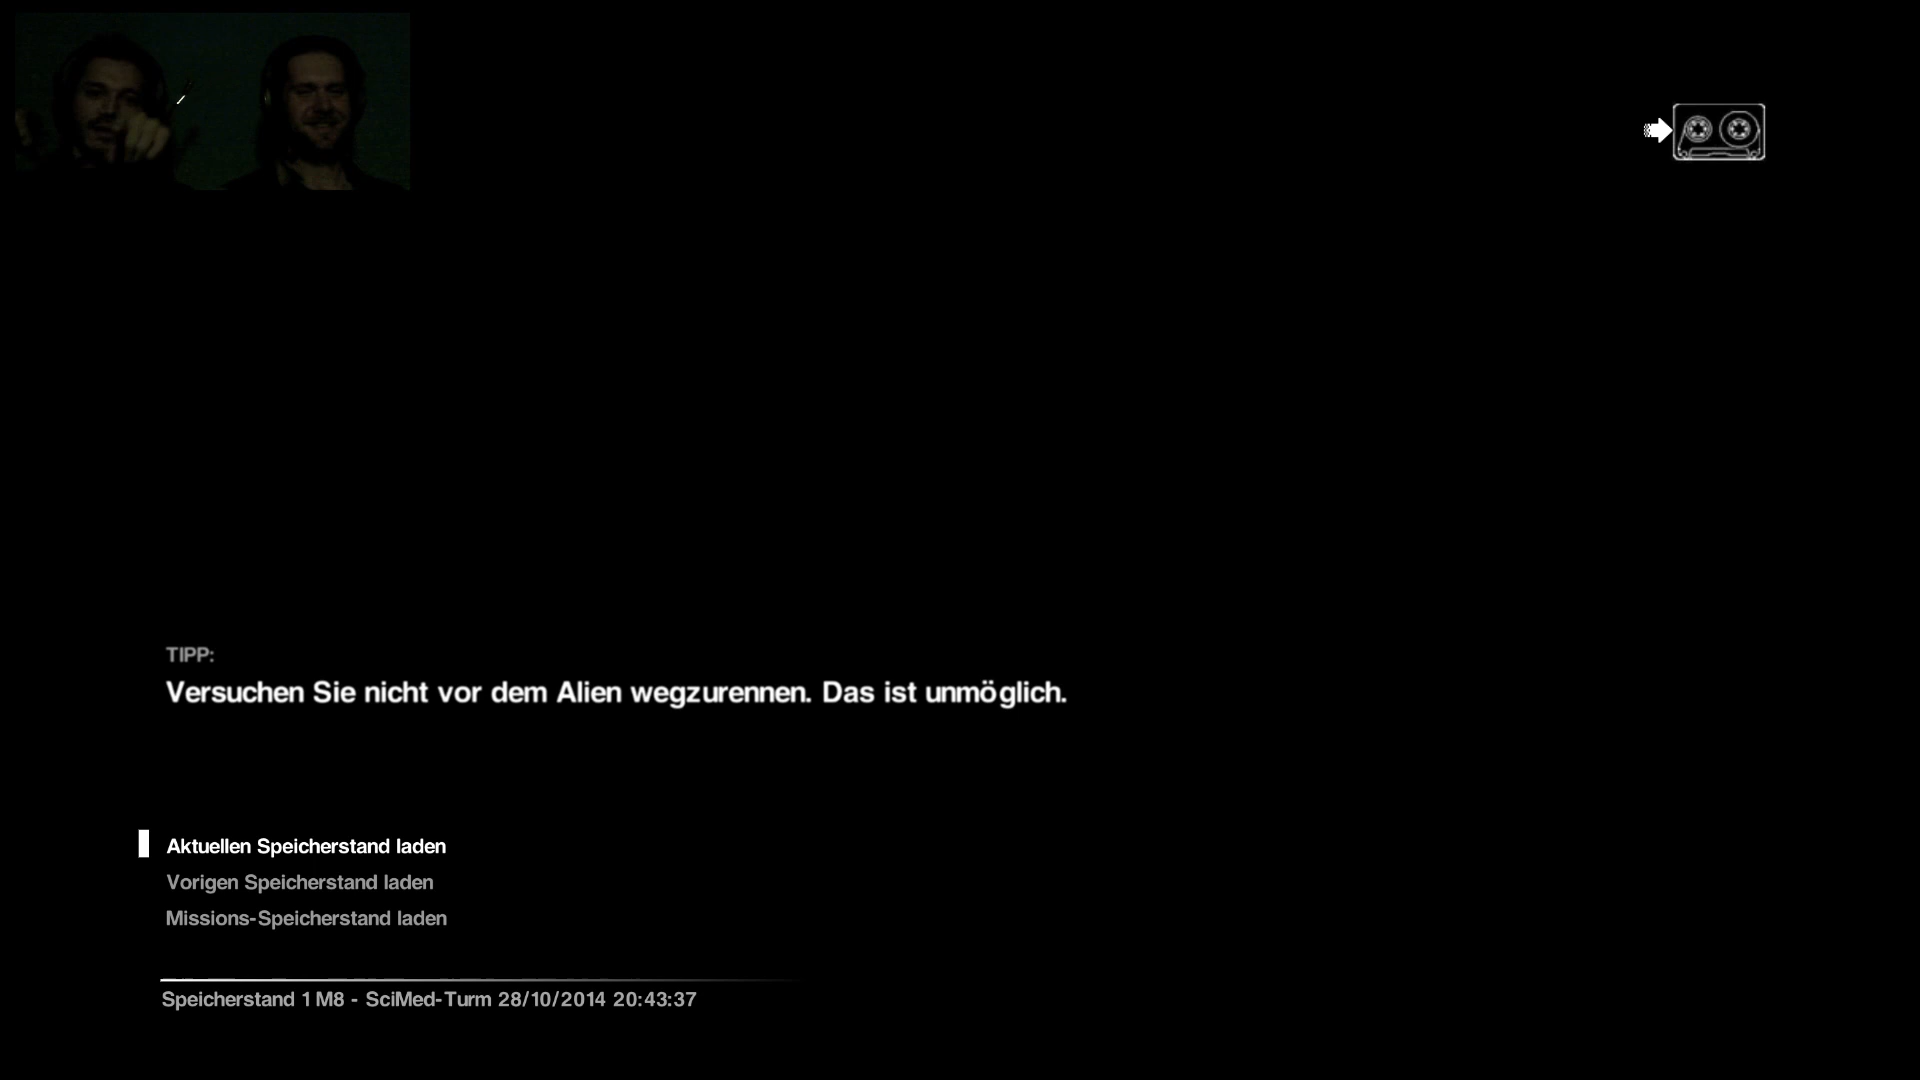 TIPP:
Versuchen Sie nicht vor dem Alien wegzurennen. Das ist unmöglich.
Aktuellen Speicherstand laden
Vorigen Speicherstand laden
Missions-Speicherstand laden
Speicherstand 1 M8 - SciMed-Turm 28/10/2014 20:43:37